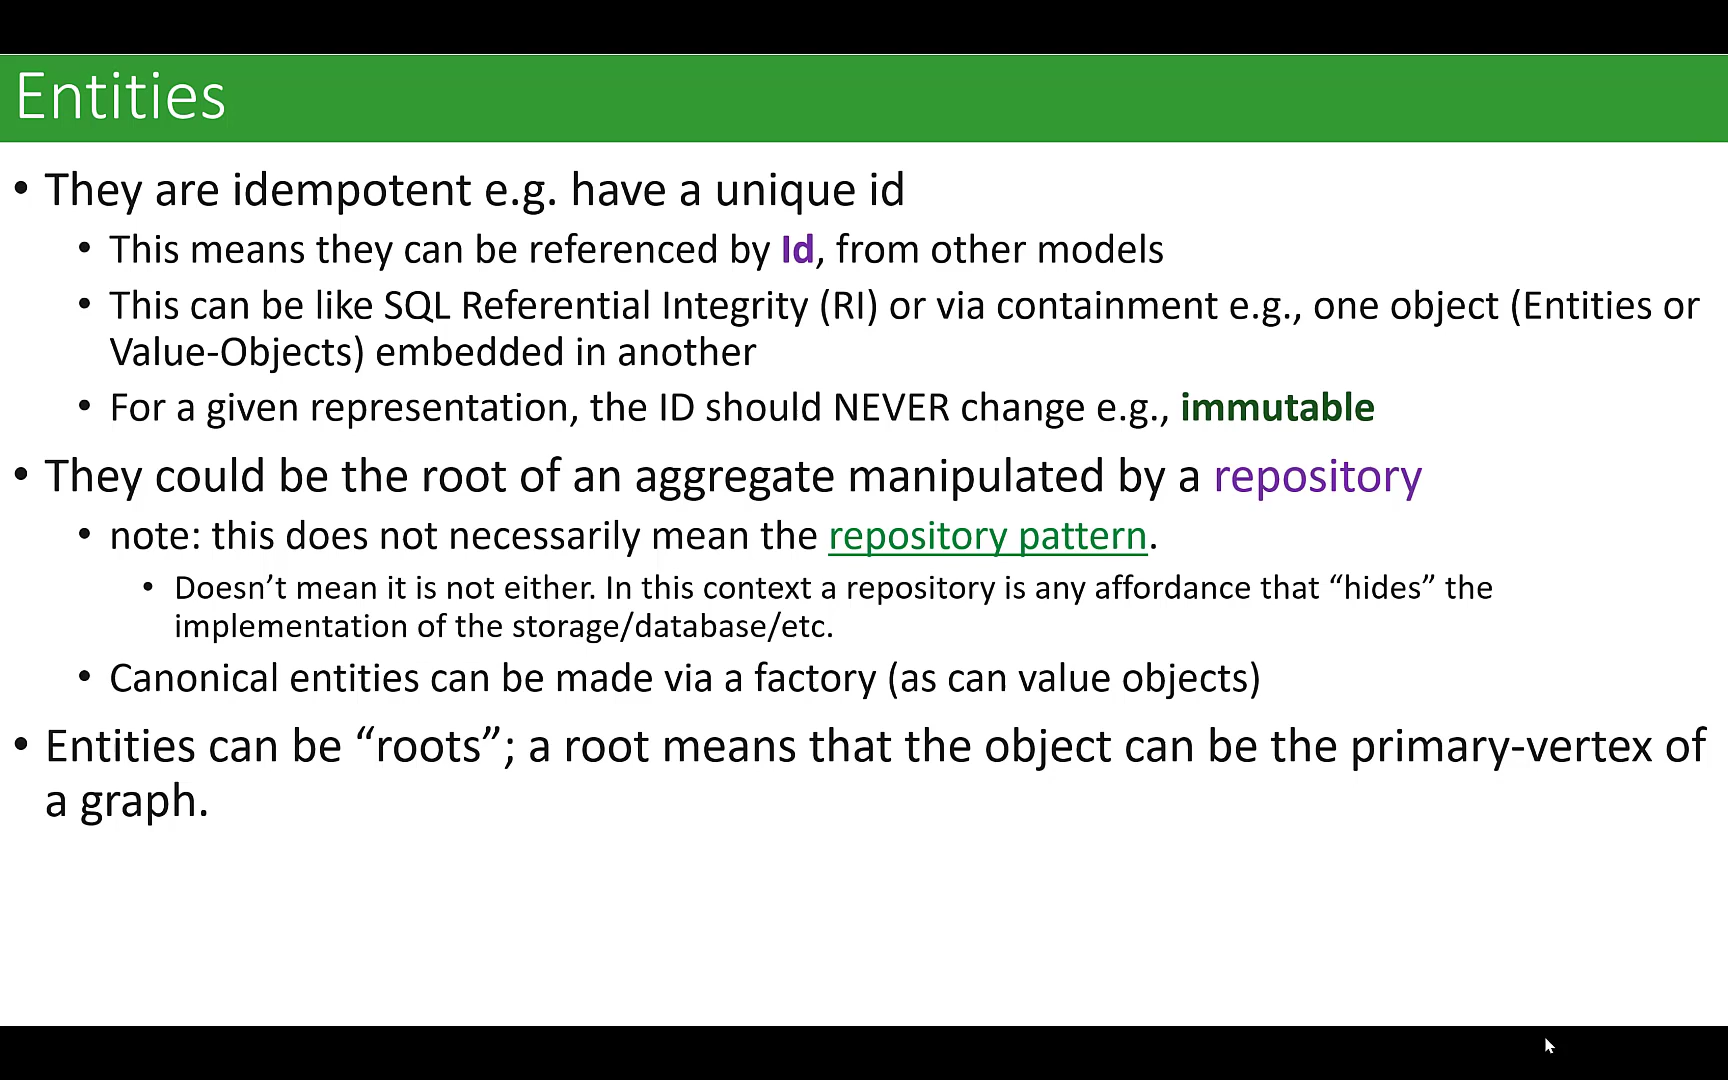 Entities
• They are idempotent e.g. have a unique id
• This means they can be referenced by Id, from other models
• This can be like SQL Referential Integrity (RI) or via containment e.g., one object (Entities or
Value-Objects) embedded in another
• For a given representation, the ID should NEVER change e.g., immutable
• They could be the root of an aggregate manipulated by a repository
• note: this does not necessarily mean the repository pattern.
• Doesn’t mean it is not either. In this context a repository is any affordance that “hides” the
implementation of the storage/database/etc.
• Canonical entities can be made via a factory (as can value objects)
• Entities can be “roots”; a root means that the object can be the primary-vertex of
a graph.